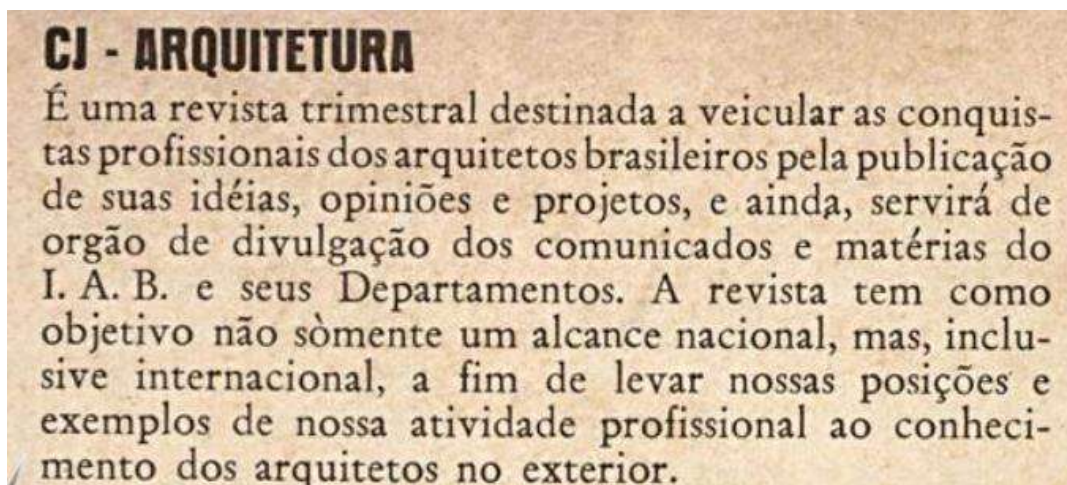 CJ - ARQUITETURA
É uma revista trimestral destinada a veicular as conquis-
tas profissionais dos arquitetos brasileiros pela publicação
de suas idéias, opiniões e projetos, e ainda, servirá de
orgão de divulgação dos comunicados e matérias do
I. A. B. e seus Departamentos. A revista tem como
objetivo não sòmente um alcance nacional, mas, inclu-
sive internacional, a fim de levar nossas posições e
exemplos de nossa atividade profissional ao conheci-
mento dos arquitetos no exterior.